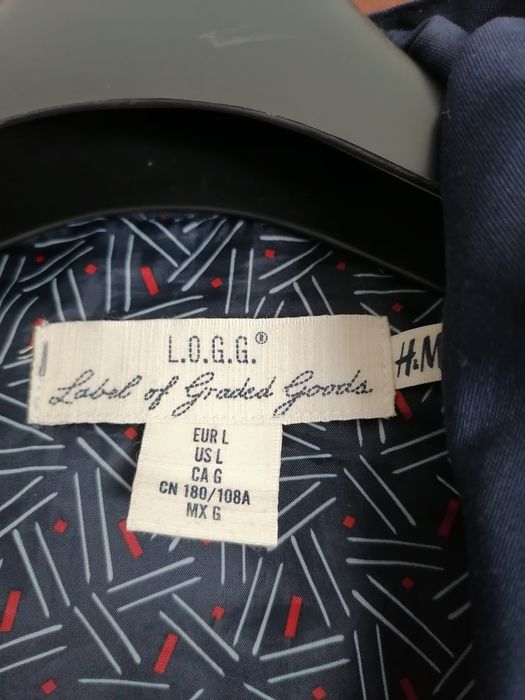 L.O.G.G.®
Label of Graded Goods
H&M
EUR L
US L
CA G
CN 180/108A
MX G